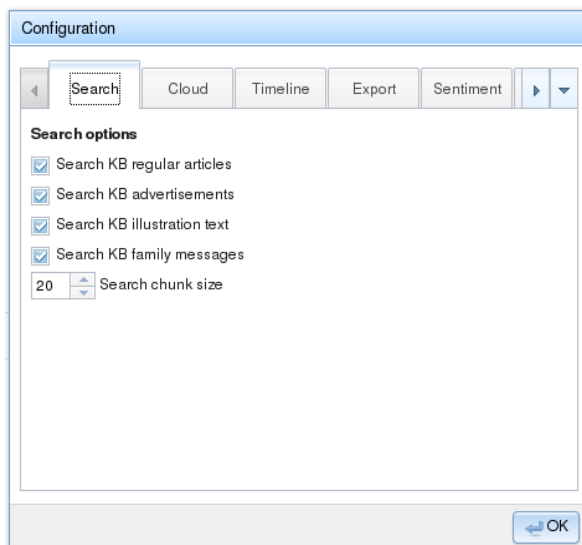 Configuration
Search Cloud Timeline Export Sentiment
Search options
Search KB regular articles
Search KB advertisements
Search KB illustration text
Search KB family messages
20 Search chunk size
OK